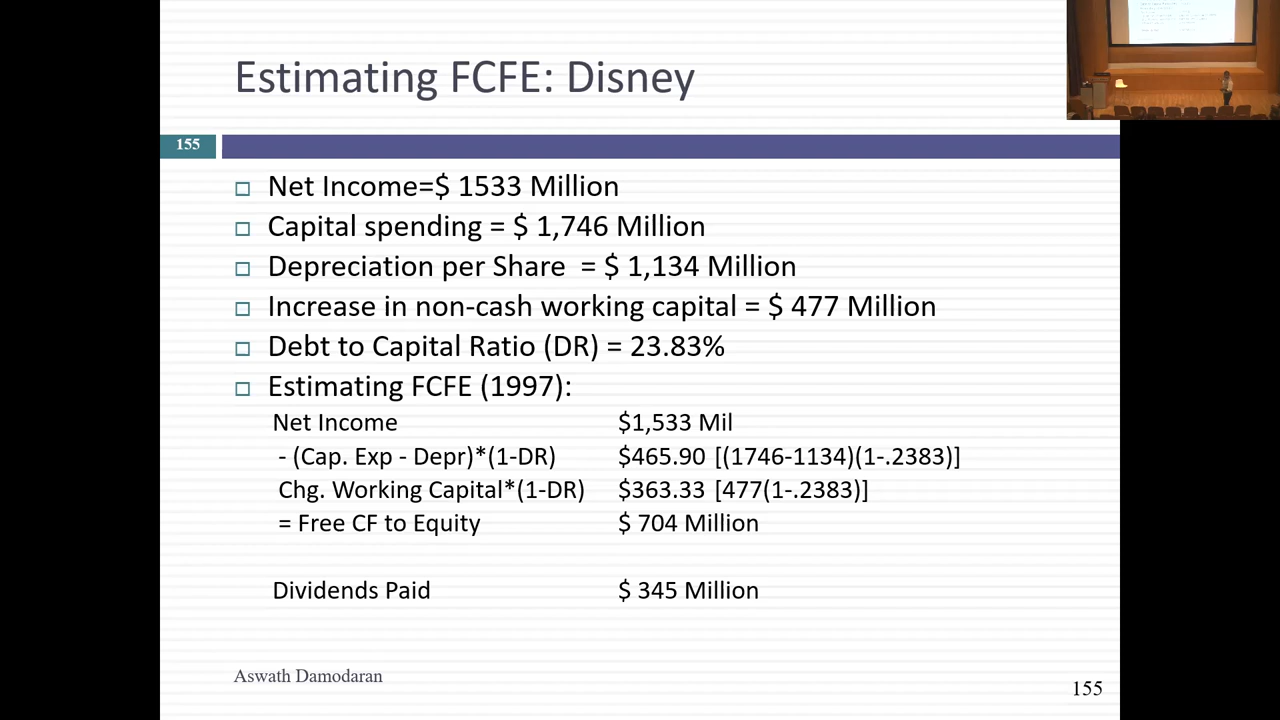 Estimating FCFE: Disney
155
Net Income=$ 1533 Million
Capital spending = $ 1,746 Million
Depreciation per Share = $ 1,134 Million
Increase in non-cash working capital = $ 477 Million
Debt to Capital Ratio (DR) = 23.83%
Estimating FCFE (1997):
Net Income $1,533 Mil
- (Cap. Exp - Depr)*(1-DR) $465.90 [(1746-1134)(1-.2383)]
Chg. Working Capital*(1-DR) $363.33 [477(1-.2383)]
= Free CF to Equity $ 704 Million
Dividends Paid $ 345 Million
Aswath Damodaran
155